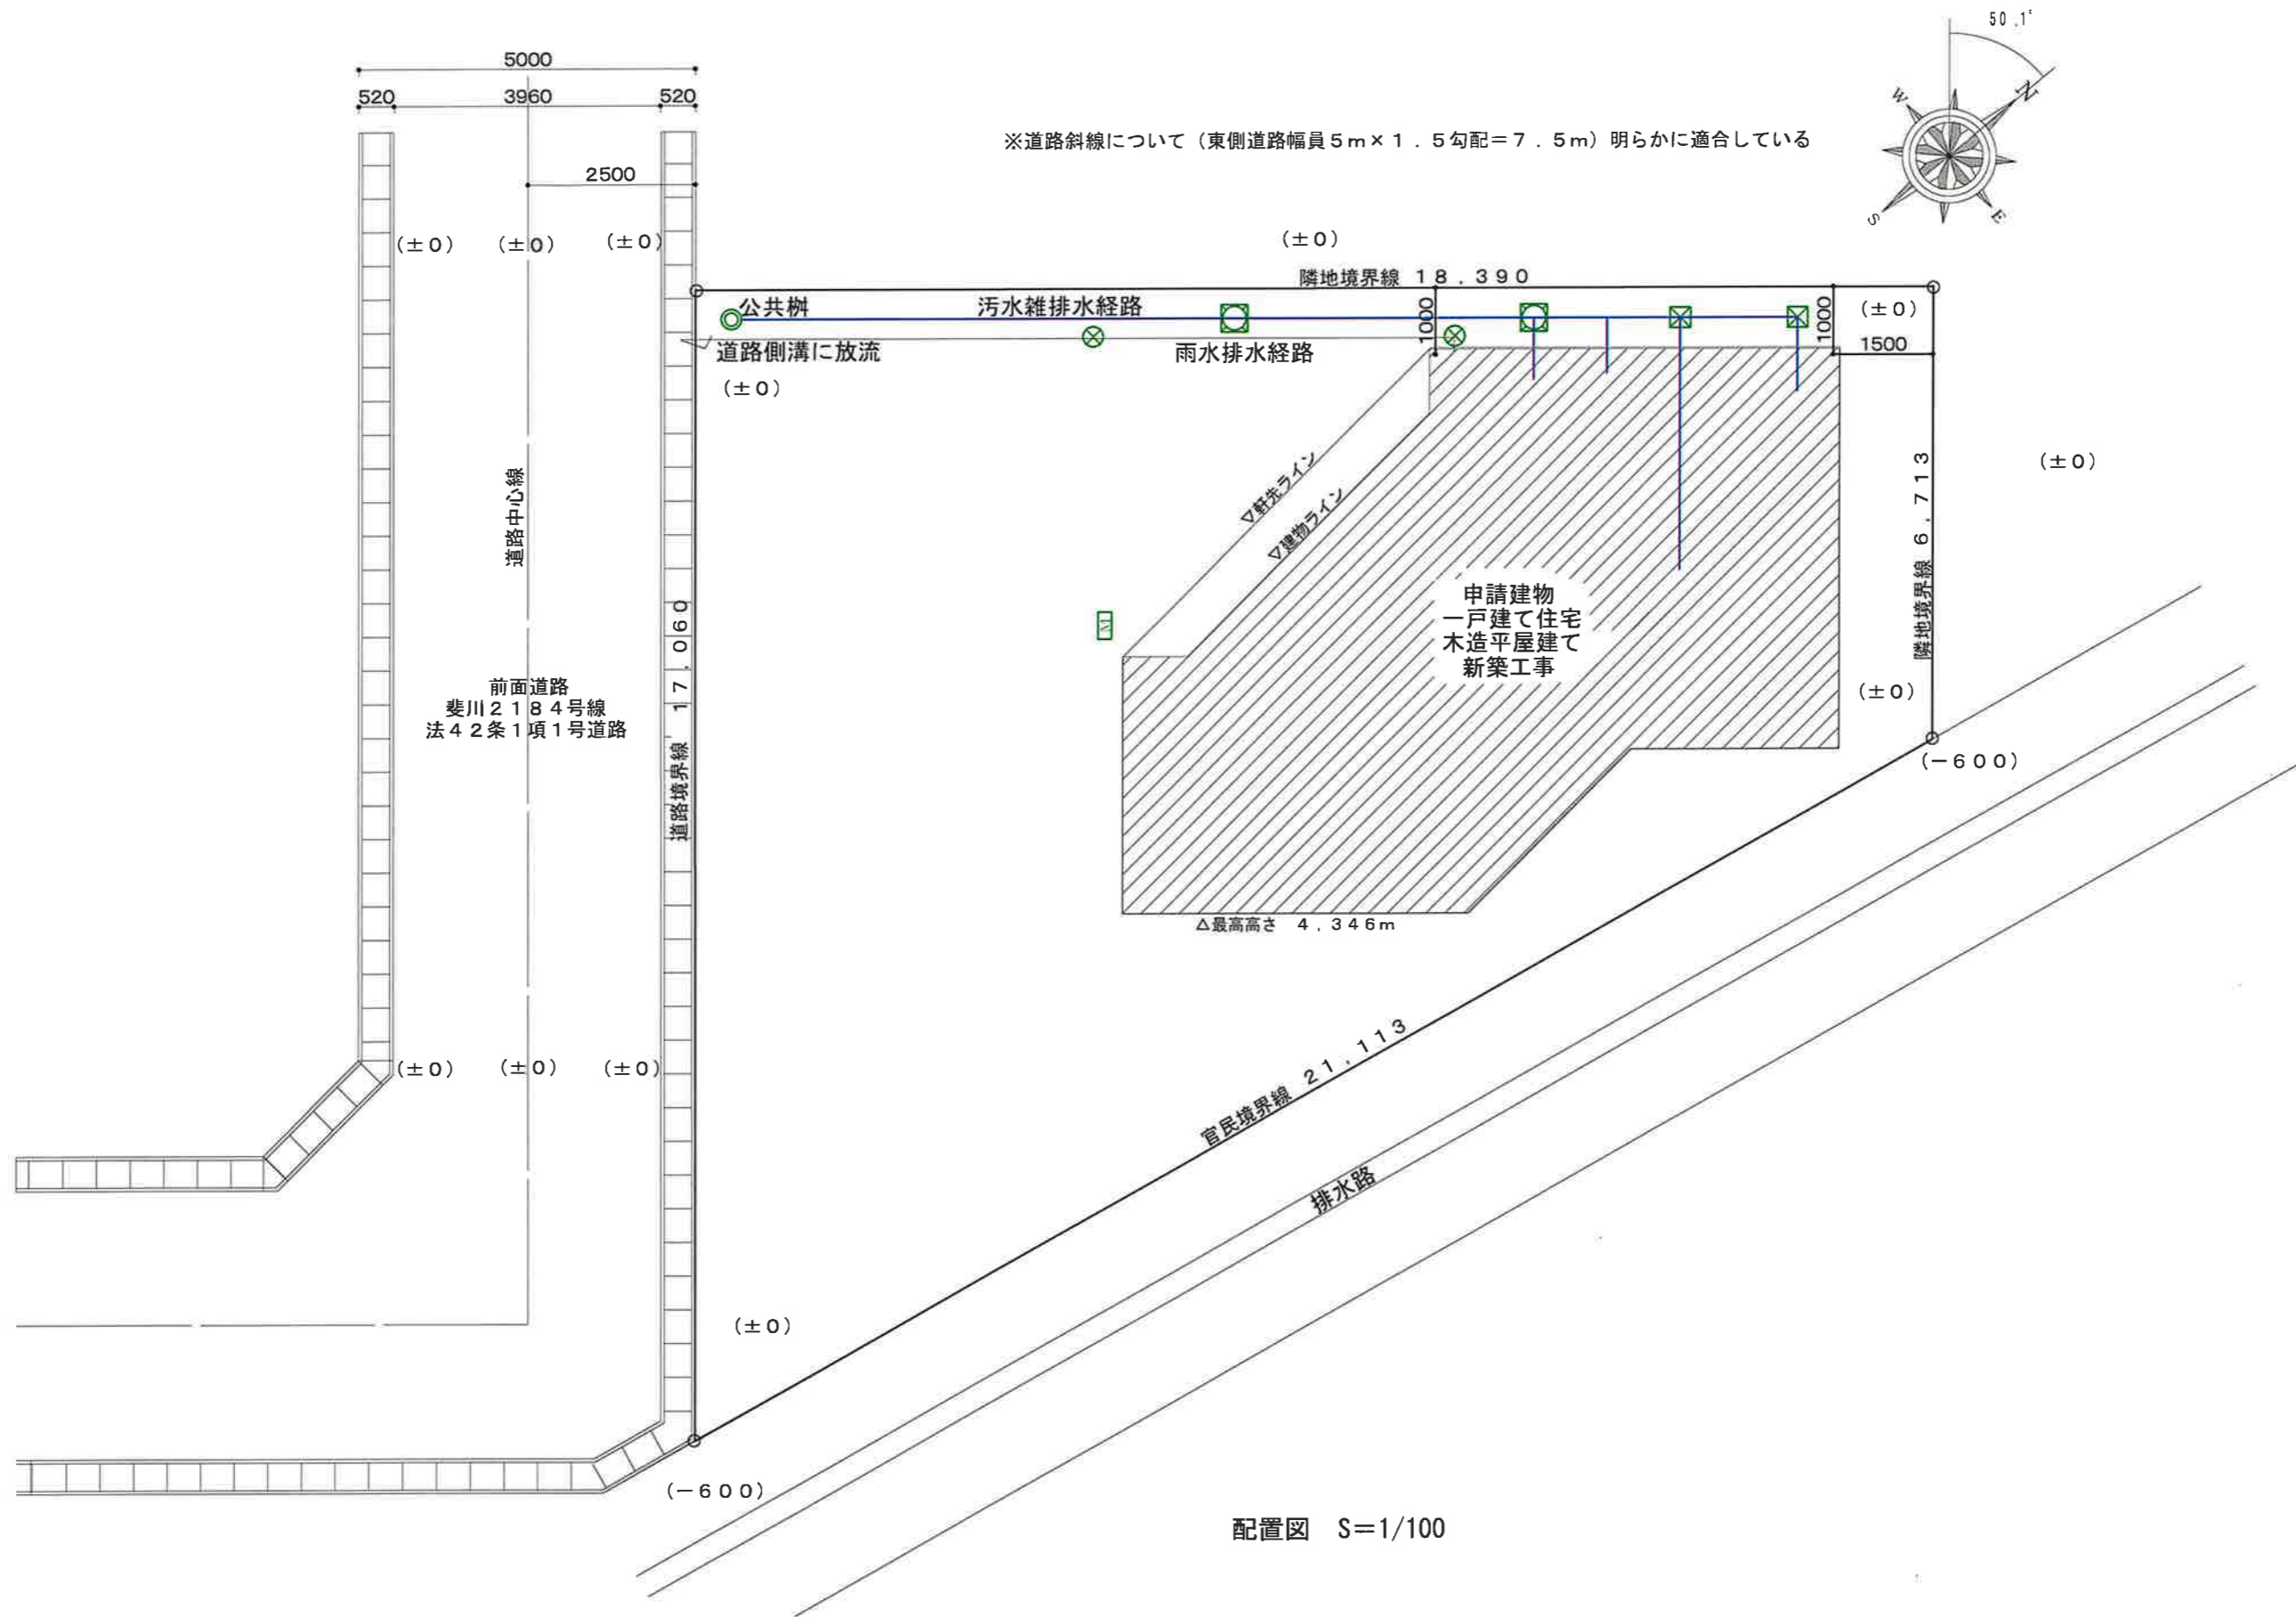 50.1°
N
W
S
E
5000
520
3960
520
2500
※道路斜線について（東側道路幅員５ｍ×１．５勾配＝７．５ｍ）明らかに適合している
（±０）
（±０）
（±０）
（±０）
隣地境界線 １８．３９０
公共桝
汚水雑排水経路
1000
1000
（±０）
1500
道路側溝に放流
雨水排水経路
（±０）
道路中心線
▽軒先ライン
▽建物ライン
隣地境界線 ６．７１３
（±０）
M
申請建物
一戸建て住宅
木造平屋建て
新築工事
前面道路
斐川２１８４号線
法４２条１項１号道路
道路境界線 １７．０６０
（±０）
（－６００）
△最高高さ ４．３４６ｍ
（±０）
（±０）
（±０）
官民境界線 ２１．１１３
排水路
（±０）
（－６００）
配置図 S＝1/100